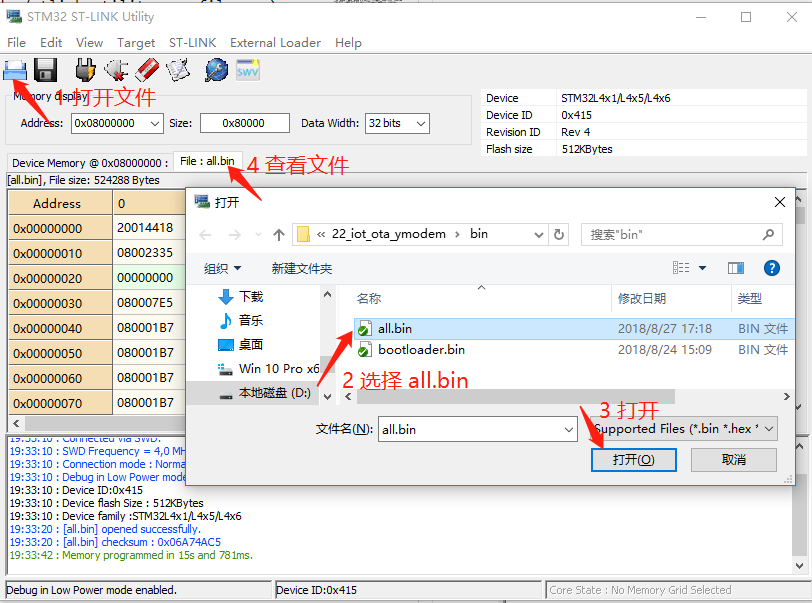 STM32 ST-LINK Utility
File Edit View Target ST-LINK External Loader Help
SWV
1 打开文件
Memory display
Address: 0x08000000 Size: 0x80000 Data Width: 32 bits
Device STM32L4x1/L4x5/L4x6
Device ID 0x415
Revision ID Rev 4
Flash size 512KBytes
Device Memory @ 0x08000000 : File : all.bin
4 查看文件
[all.bin], File size: 524288 Bytes
Address 0
0x00000000 20014418
0x00000010 08002335
0x00000020 00000000
0x00000030 080007E5
0x00000040 080001B7
0x00000050 080001B7
0x00000060 080001B7
0x00000070 080001B7
打开
« 22_iot_ota_ymodem › bin
搜索"bin"
组织 新建文件夹
下载
音乐
桌面
Win 10 Pro x6
本地磁盘 (D:)
名称 修改日期 类型
all.bin 2018/8/27 17:18 BIN 文件
bootloader.bin 2018/8/24 15:09 BIN 文件
2 选择 all.bin
3 打开
文件名(N): all.bin
Supported Files (*.bin *.hex *
打开(O) 取消
19:33:10 : Connected via SWD.
19:33:10 : SWD Frequency = 4,0 MH
19:33:10 : Connection mode : Norma
19:33:10 : Debug in Low Power mode
19:33:10 : Device ID:0x415
19:33:10 : Device flash Size : 512KBytes
19:33:10 : Device family :STM32L4x1/L4x5/L4x6
19:33:20 : [all.bin] opened successfully.
19:33:20 : [all.bin] checksum : 0x06A74AC5
19:33:42 : Memory programmed in 15s and 781ms.
Debug in Low Power mode enabled. Device ID:0x415 Core State : No Memory Grid Selected